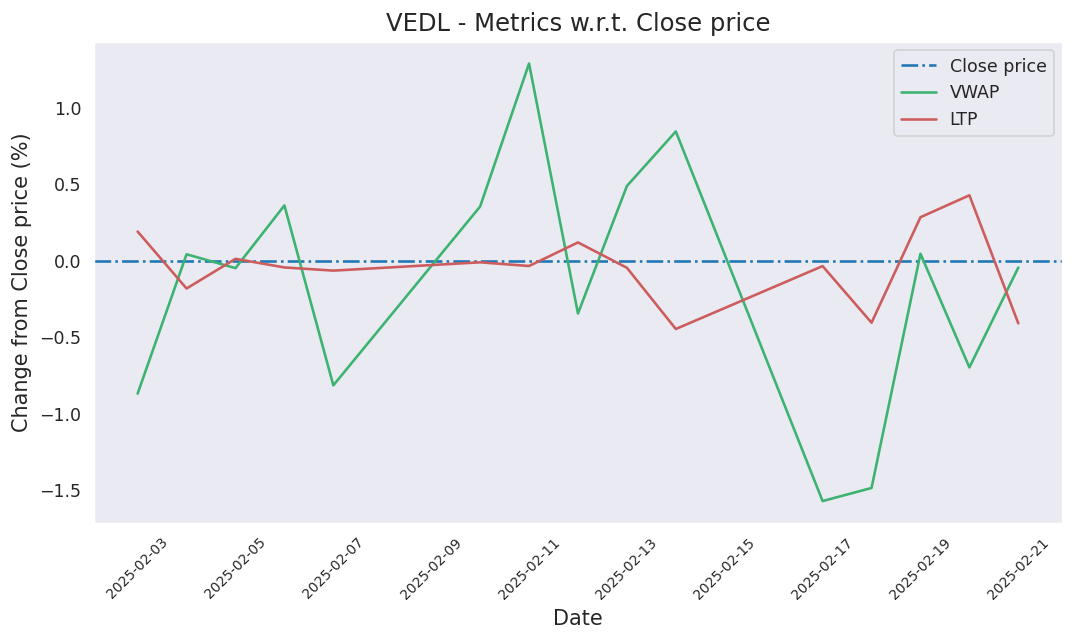 VEDL - Metrics w.r.t. Close price
Close price
VWAP
LTP
Change from Close price (%)
1.0
0.5
0.0
−0.5
−1.0
−1.5
2025-02-03
2025-02-05
2025-02-07
2025-02-09
2025-02-11
2025-02-13
2025-02-15
2025-02-17
2025-02-19
2025-02-21
Date